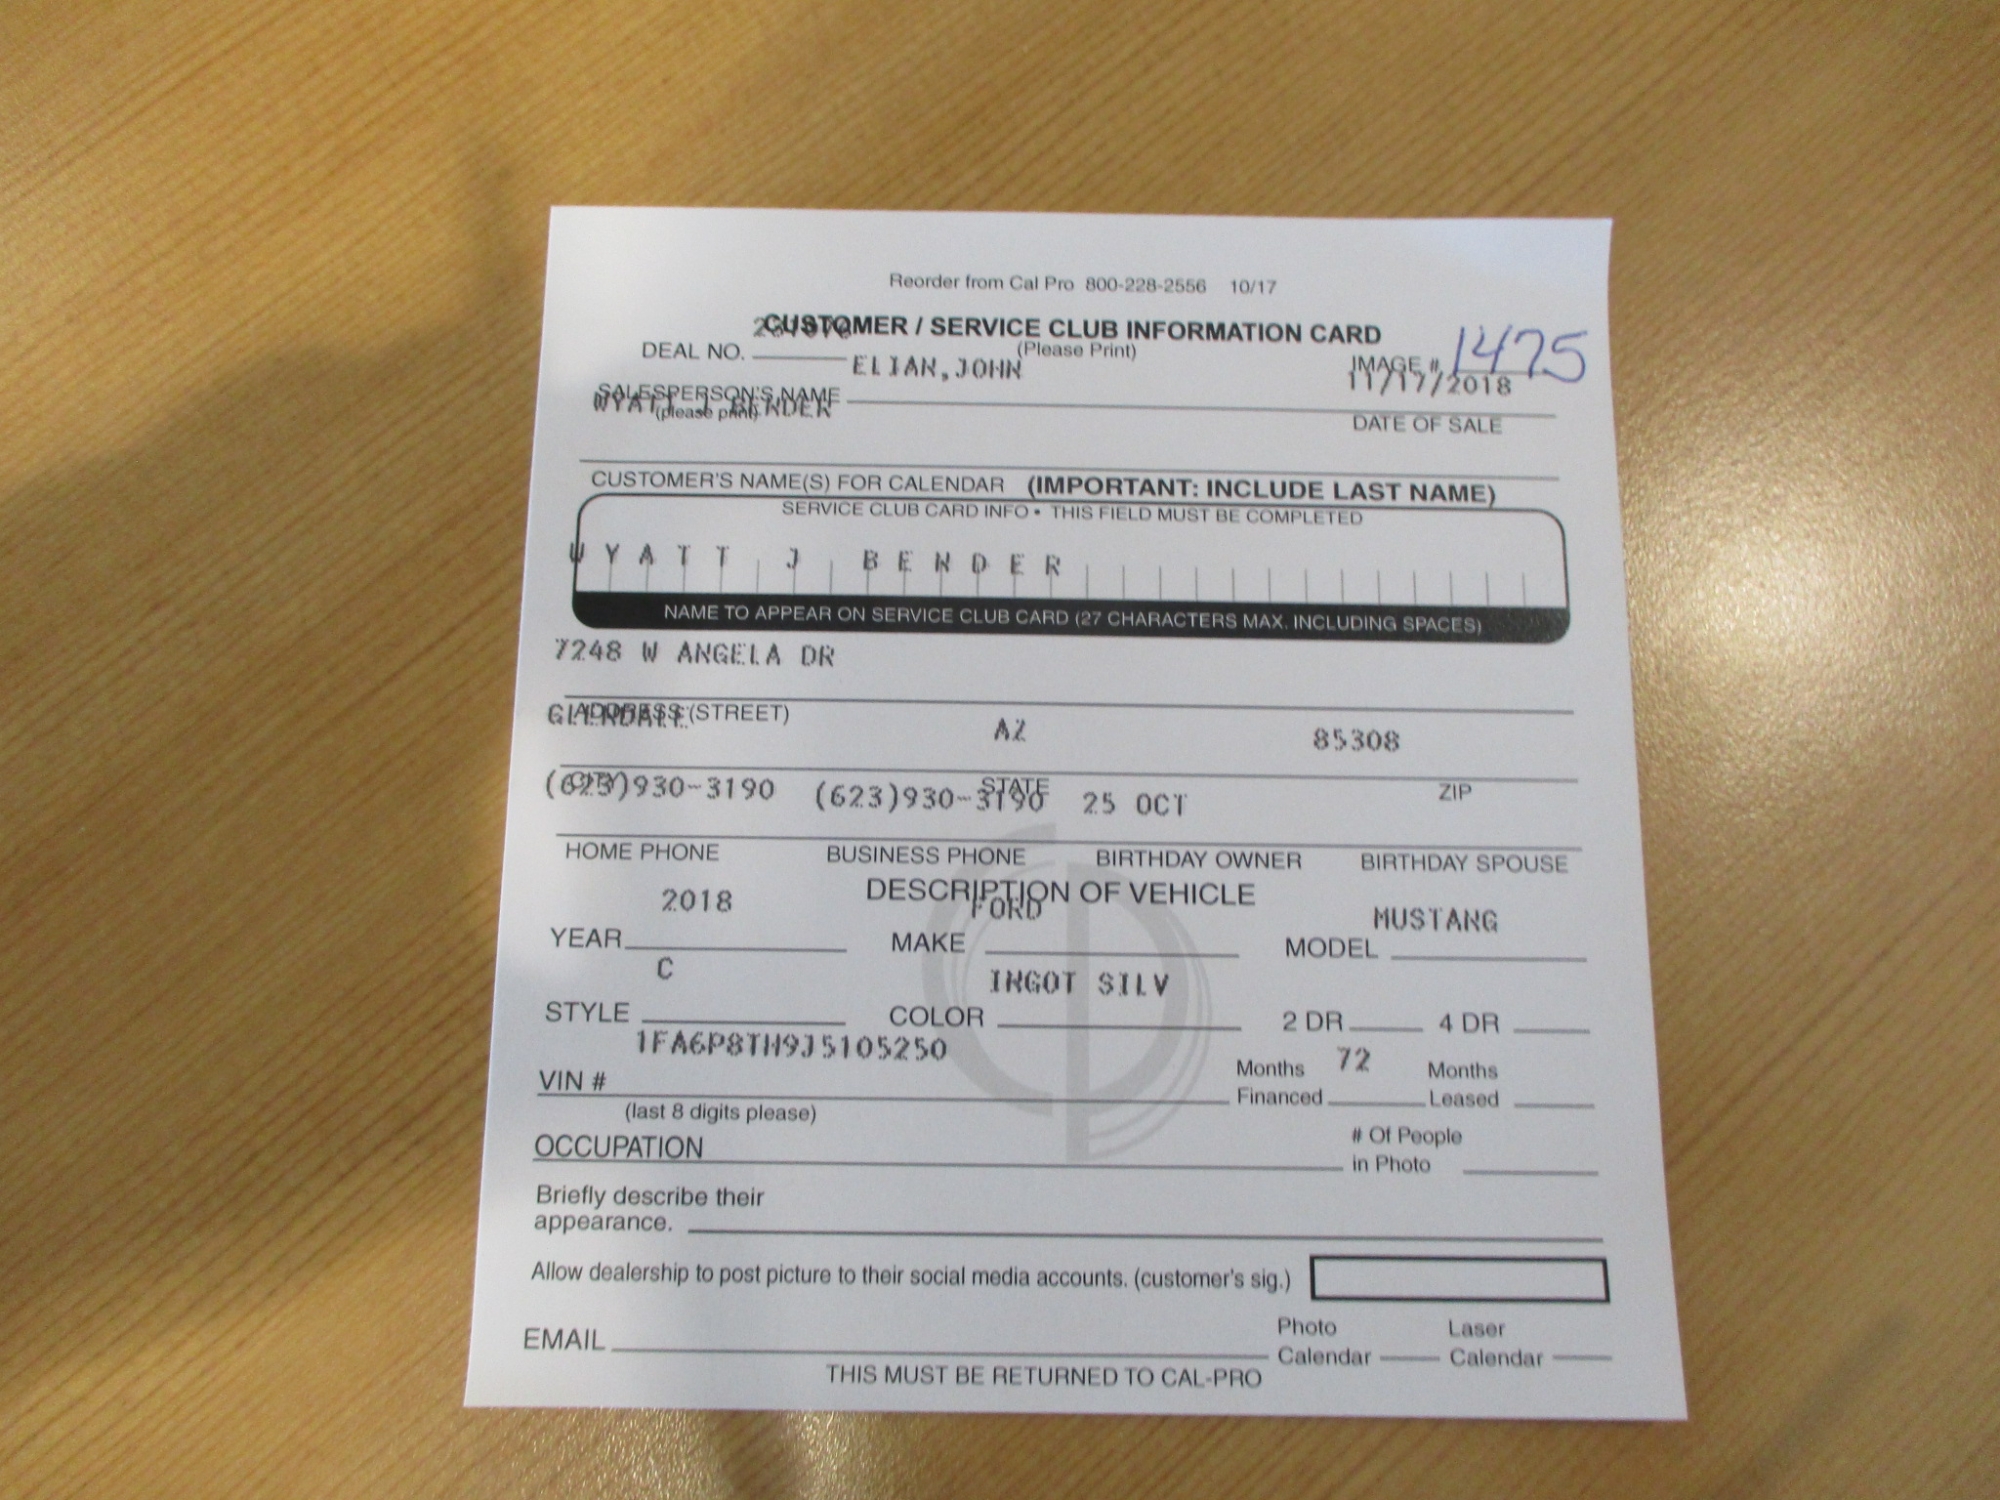 Reorder from Cal Pro 800-228-2556 10/17
CUSTOMER / SERVICE CLUB INFORMATION CARD
(Please Print)
DEAL NO.
ELIAN,JOHN
IMAGE # 1475
11/17/2018
SALESPERSON'S NAME
(please print)
WYATT J BENDER
DATE OF SALE
CUSTOMER'S NAME(S) FOR CALENDAR (IMPORTANT: INCLUDE LAST NAME)
SERVICE CLUB CARD INFO • THIS FIELD MUST BE COMPLETED
WYATT J BENDER
NAME TO APPEAR ON SERVICE CLUB CARD (27 CHARACTERS MAX. INCLUDING SPACES)
7248 W ANGELA DR
ADDRESS (STREET)
GLENDALE AZ 85308
CITY STATE ZIP
(623)930-3190 (623)930-3190 25 OCT
HOME PHONE BUSINESS PHONE BIRTHDAY OWNER BIRTHDAY SPOUSE
DESCRIPTION OF VEHICLE
2018 FORD MUSTANG
YEAR MAKE MODEL
C INGOT SILV
STYLE COLOR 2 DR 4 DR
1FA6P8TH9J5105250
VIN #
Months 72 Months
Financed Leased
(last 8 digits please)
OCCUPATION
# Of People
in Photo
Briefly describe their
appearance.
Allow dealership to post picture to their social media accounts. (customer's sig.)
EMAIL
Photo Laser
Calendar Calendar
THIS MUST BE RETURNED TO CAL-PRO